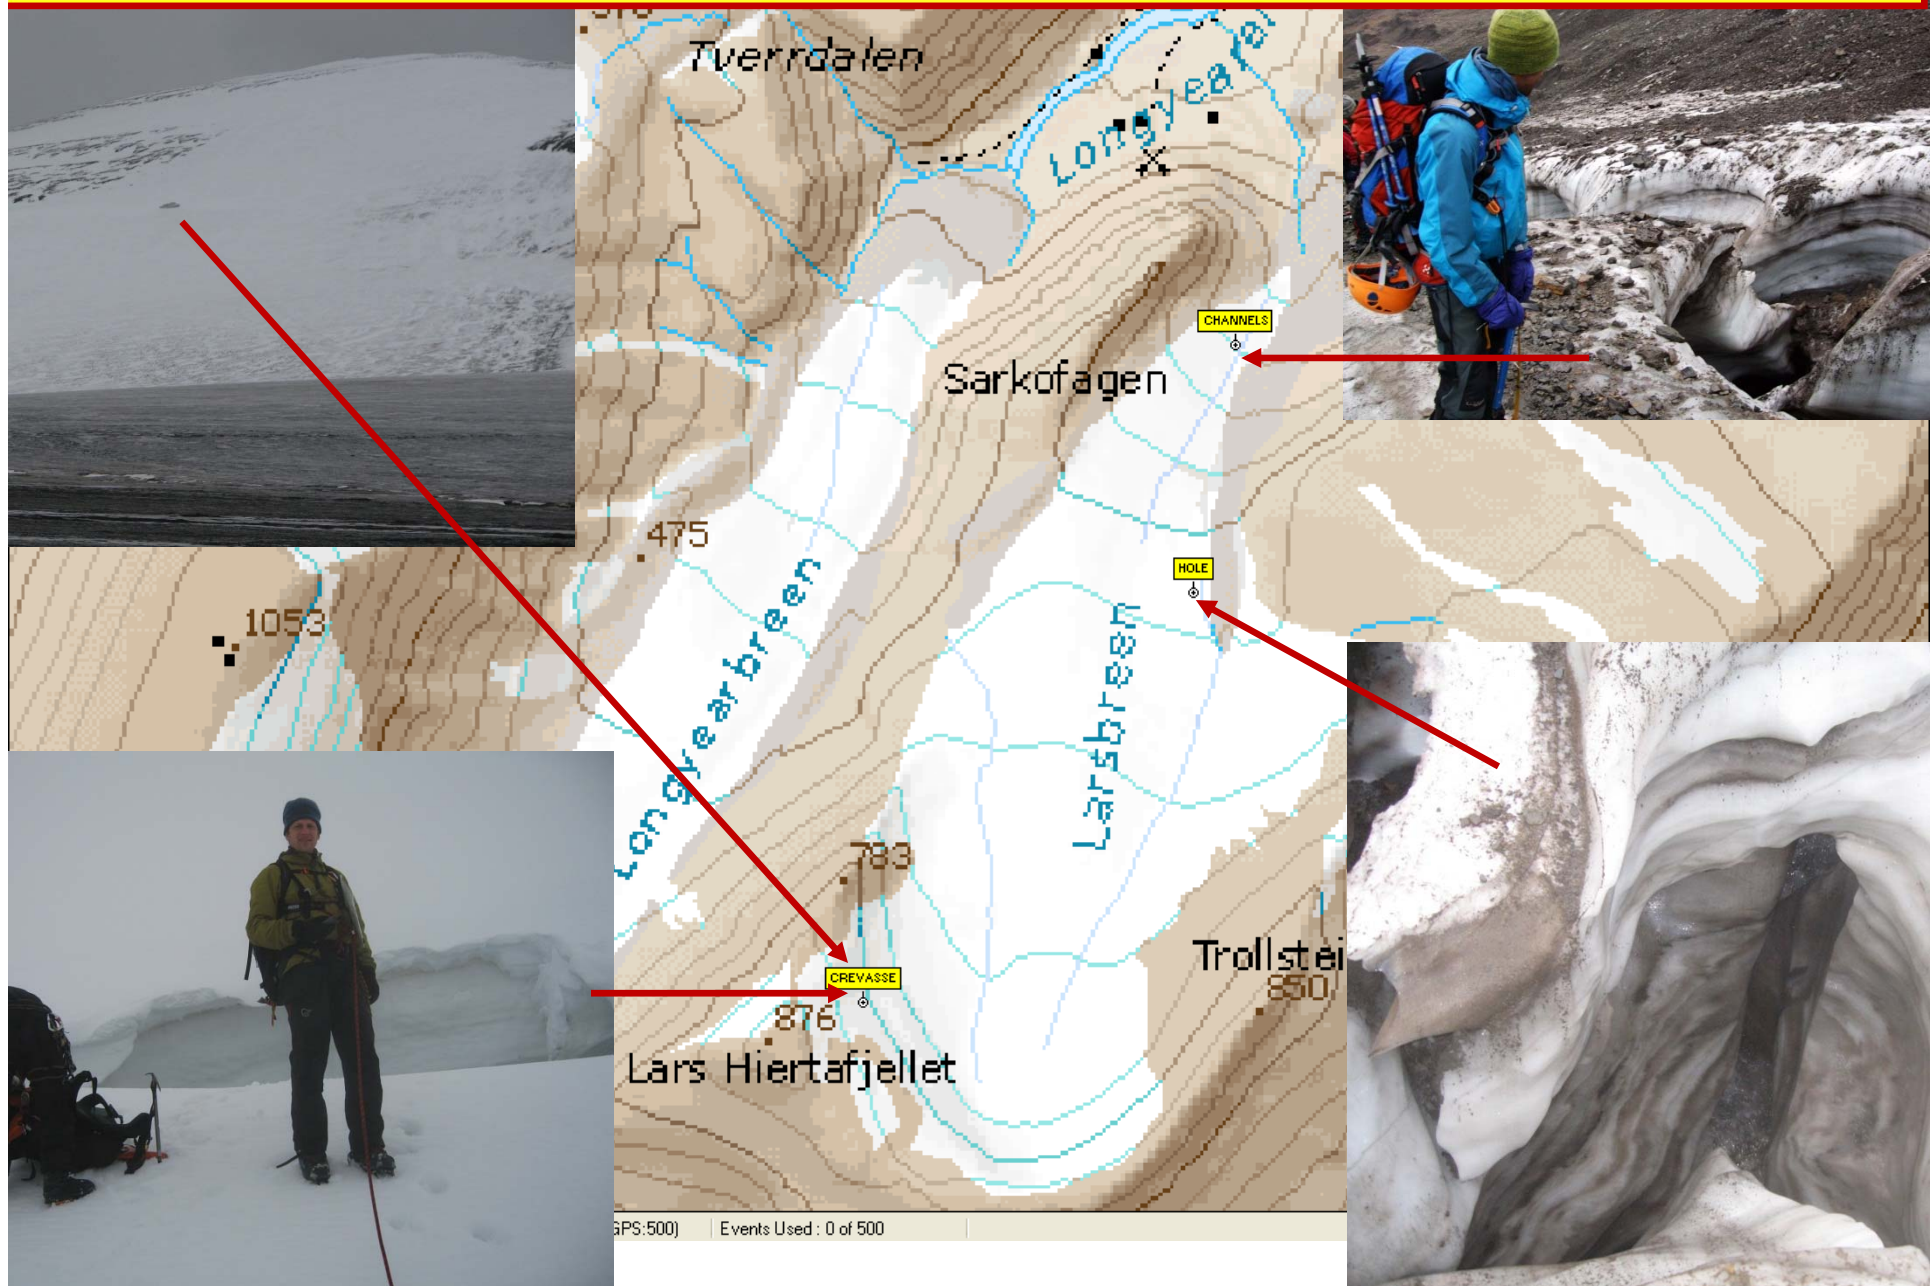 Tverrdalen
CHANNELS
Sarkofagen
475
HOLE
1053
Longyearbreen
Larsbreen
783
Trollstei
850
CREVASSE
876
Lars Hiertafjellet
GPS:500)
Events Used : 0 of 500